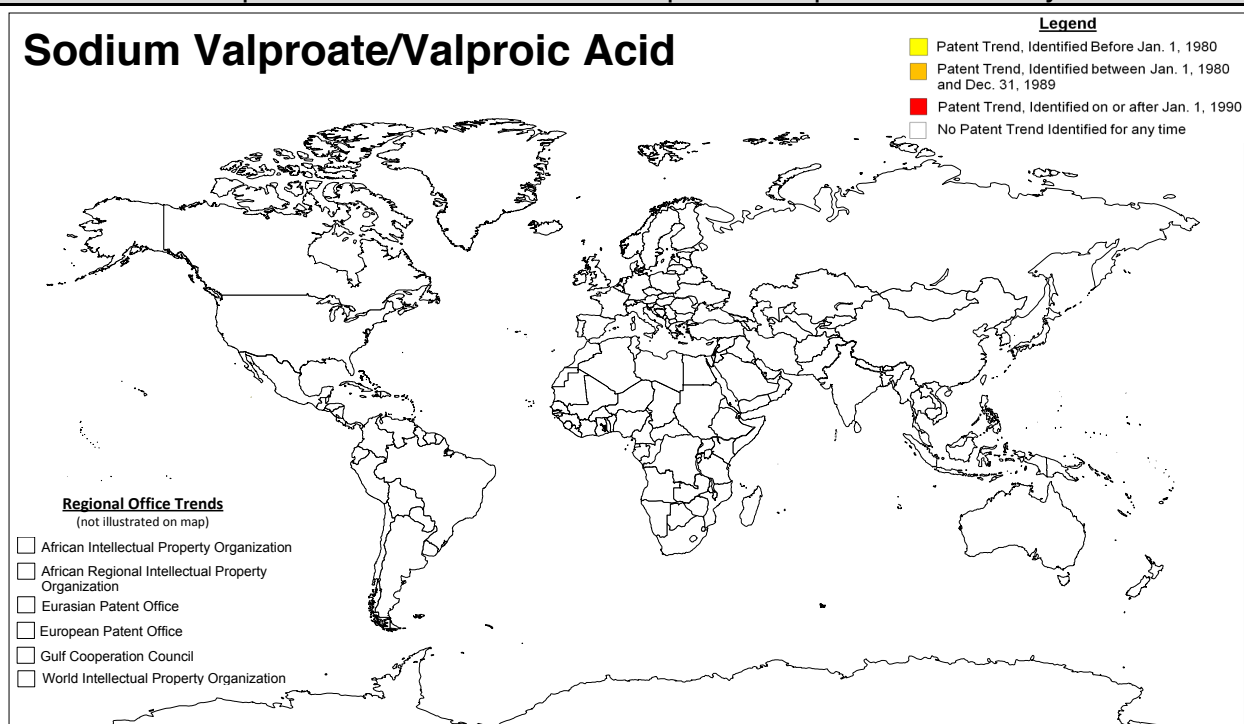 Sodium Valproate/Valproic Acid
Legend
Patent Trend, Identified Before Jan. 1, 1980
Patent Trend, Identified between Jan. 1, 1980
and Dec. 31, 1989
Patent Trend, Identified on or after Jan. 1, 1990
No Patent Trend Identified for any time
Regional Office Trends
(not illustrated on map)
African Intellectual Property Organization
African Regional Intellectual Property
Organization
Eurasian Patent Office
European Patent Office
Gulf Cooperation Council
World Intellectual Property Organization